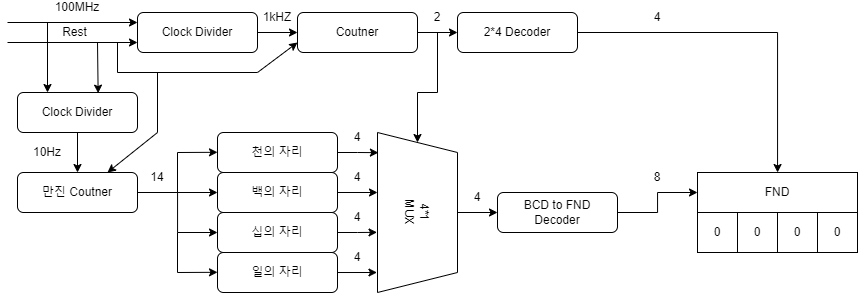 100MHz
Rest
Clock Divider
1kHZ
Coutner
2
2*4 Decoder
4
Clock Divider
10Hz
만진 Coutner
14
천의 자리
4
백의 자리
4
십의 자리
4
일의 자리
4
4*1
MUX
4
BCD to FND
Decoder
8
FND
0 0 0 0